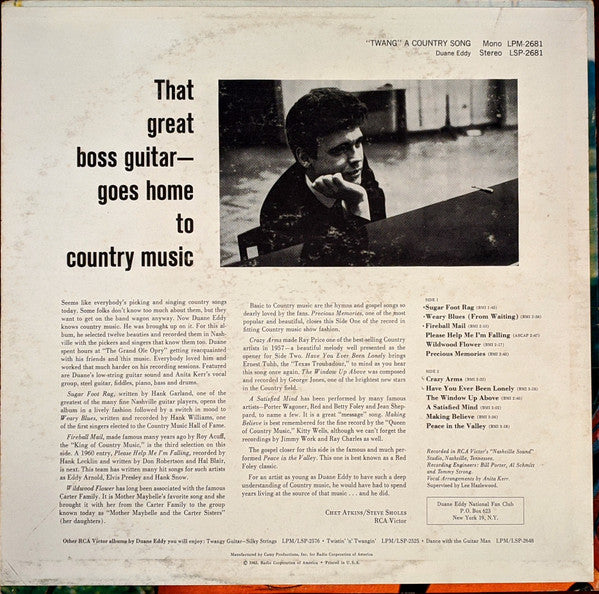 "TWANG" A COUNTRY SONG Mono LPM-2681
Duane Eddy Stereo LSP-2681
That
great
boss guitar—
goes home
to
country music
Seems like everybody's picking and singing country songs
today. Some folks don't know too much about them, but they
want to get on the band wagon anyway. Now Duane Eddy
knows country music. He was brought up on it. For this al-
bum, he selected twelve beauties and recorded them in Nash-
ville with the pickers and singers that know them too. Duane
spent hours at "The Grand Ole Opry" getting reacquainted
with his friends and this music. Everybody loved him and
worked that much harder on his recording sessions. Featured
are Duane's low-string guitar sound and Anita Kerr's vocal
group, steel guitar, fiddles, piano, bass and drums.
Sugar Foot Rag, written by Hank Garland, one of the
greatest of the many fine Nashville guitar players, opens the
album in a lively fashion followed by a switch in mood to
Weary Blues, written and recorded by Hank Williams, one
of the first singers elected to the Country Music Hall of Fame.
Fireball Mail, made famous many years ago by Roy Acuff,
the "King of Country Music," is the third selection on this
side. A 1960 entry, Please Help Me I'm Falling, recorded by
Hank Locklin and written by Don Robertson and Hal Blair,
is next. This team has written many hit songs for such artists
as Eddy Arnold, Elvis Presley and Hank Snow.
Wildwood Flower has long been associated with the famous
Carter Family. It is Mother Maybelle's favorite song and she
brought it with her from the Carter Family to the group
known today as "Mother Maybelle and the Carter Sisters"
(her daughters).
Basic to Country music are the hymns and gospel songs so
dearly loved by the fans. Precious Memories, one of the most
popular and beautiful, closes this Side One of the record in
fitting Country music show fashion.
Crazy Arms made Ray Price one of the best-selling Country
artists in 1957—a beautiful melody well presented as the
opener for Side Two. Have You Ever Been Lonely brings
Ernest Tubb, the "Texas Troubadour," to mind as you hear
this song once again. The Window Up Above was composed
and recorded by George Jones, one of the brightest new stars
in the Country field.
A Satisfied Mind has been performed by many famous
artists—Porter Wagoner, Red and Betty Foley and Jean Shep-
pard, to name a few. It is a great "message" song. Making
Believe is best remembered for the fine record by the "Queen
of Country Music," Kitty Wells, although we can't forget the
recordings by Jimmy Work and Ray Charles as well.
The gospel closer for this side is the famous and much per-
formed Peace in the Valley. This one is best known as a Red
Foley classic.
For an artist as young as Duane Eddy to have such a deep
understanding of Country music, he would have had to spend
years living at the source of that music . . . and he did.
CHET ATKINS/STEVE SHOLES
RCA Victor
SIDE 1
Sugar Foot Rag
Weary Blues (From Waiting)
Fireball Mail
Please Help Me I'm Falling
Wildwood Flower
Precious Memories
SIDE 2
Crazy Arms
Have You Ever Been Lonely
The Window Up Above
A Satisfied Mind
Making Believe
Peace in the Valley
Recorded in RCA Victor's "Nashville Sound"
Studio, Nashville, Tennessee.
Recording Engineers: Bill Porter, Al Schmitt
and Tommy Strong.
Vocal Arrangements by Anita Kerr.
Supervised by Lee Hazlewood.
Duane Eddy National Fan Club
P.O. Box 623
New York 19, N.Y.
Other RCA Victor albums by Duane Eddy you will enjoy: Twangy Guitar—Silky Strings LPM/LSP-2576 • Twistin' 'n' Twangin' LPM/LSP-2525 • Dance with the Guitar Man LPM/LSP-2648
Manufactured by Camy Productions, Inc. for Radio Corporation of America
© 1963, Radio Corporation of America • Printed in U.S.A.